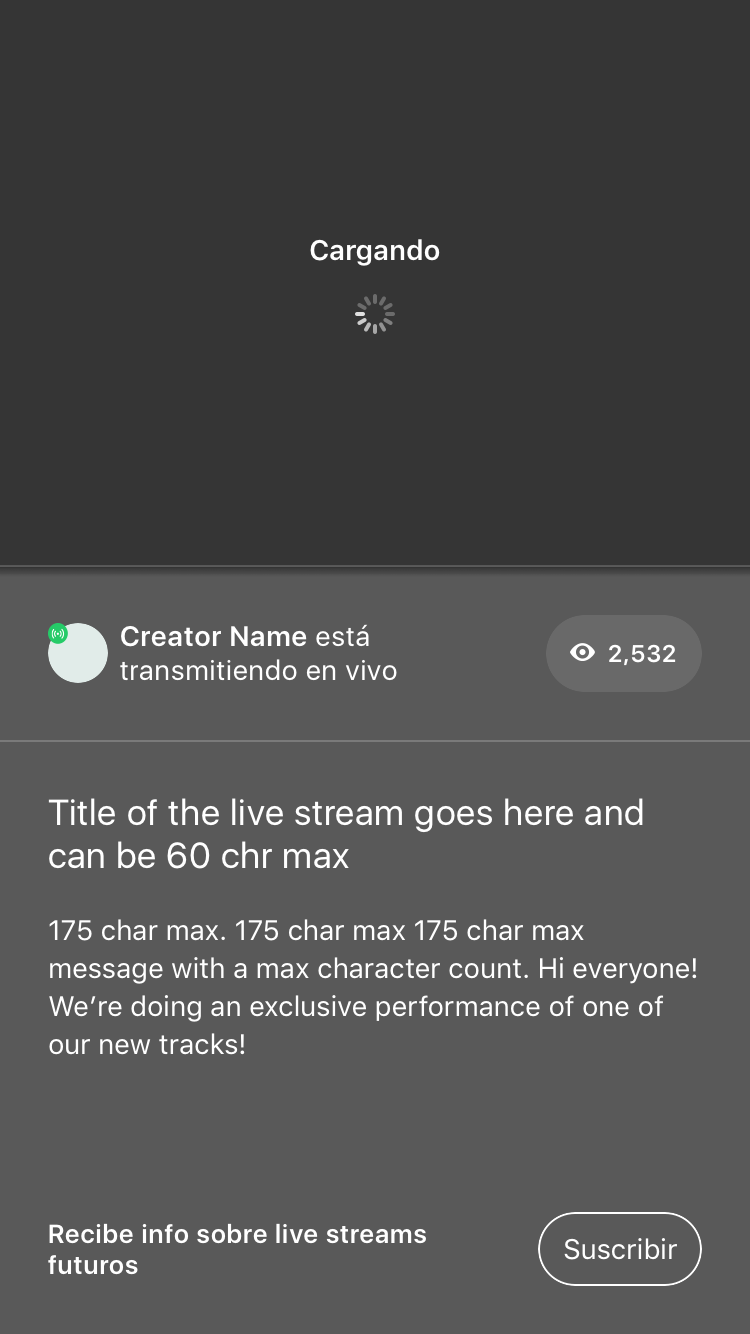 Cargando
Creator Name está
transmitiendo en vivo
2,532
Title of the live stream goes here and
can be 60 chr max
175 char max. 175 char max 175 char max
message with a max character count. Hi everyone!
We’re doing an exclusive performance of one of
our new tracks!
Recibe info sobre live streams
futuros
Suscribir